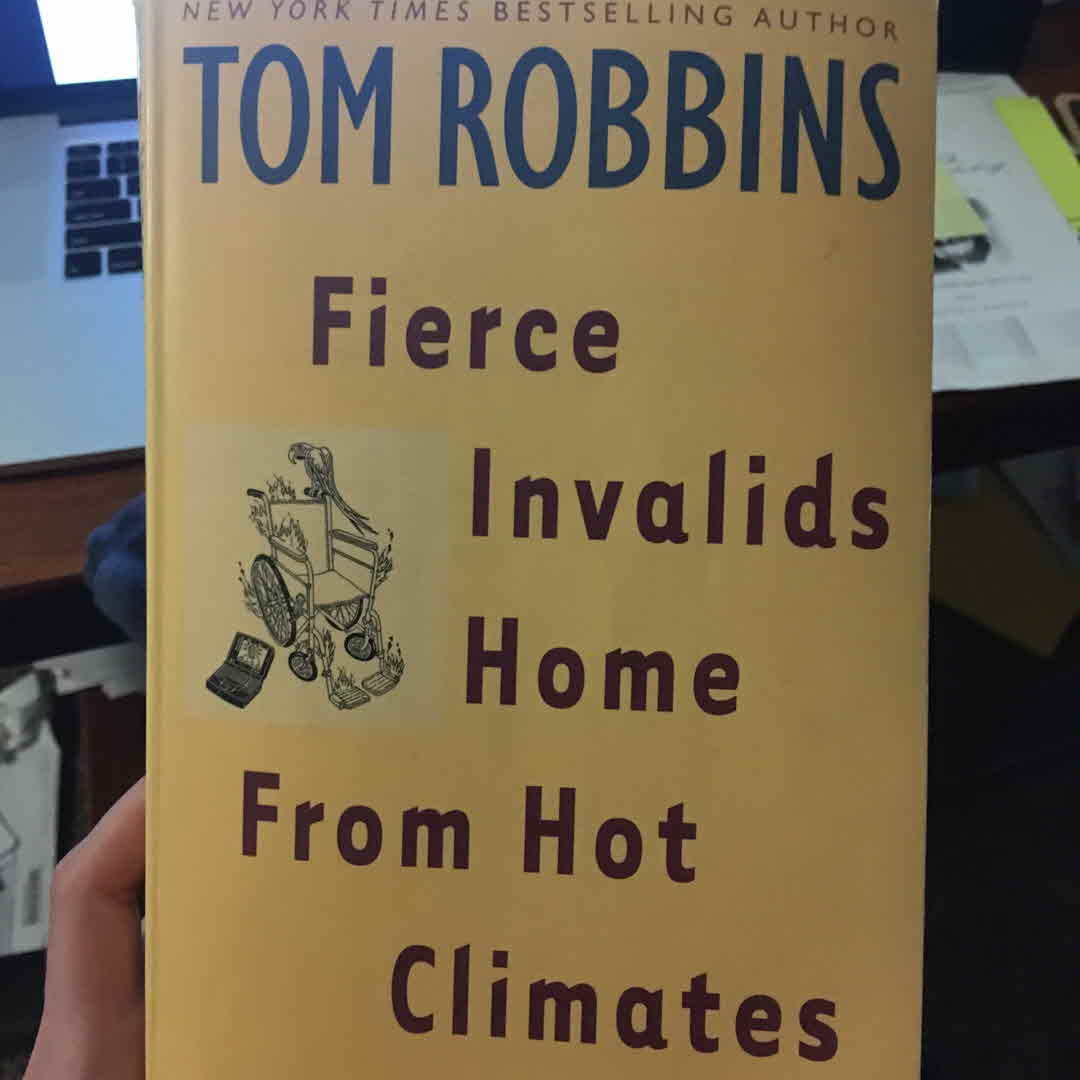 NEW YORK TIMES BESTSELLING AUTHOR
TOM ROBBINS
Fierce
Invalids
Home
From Hot
Climates